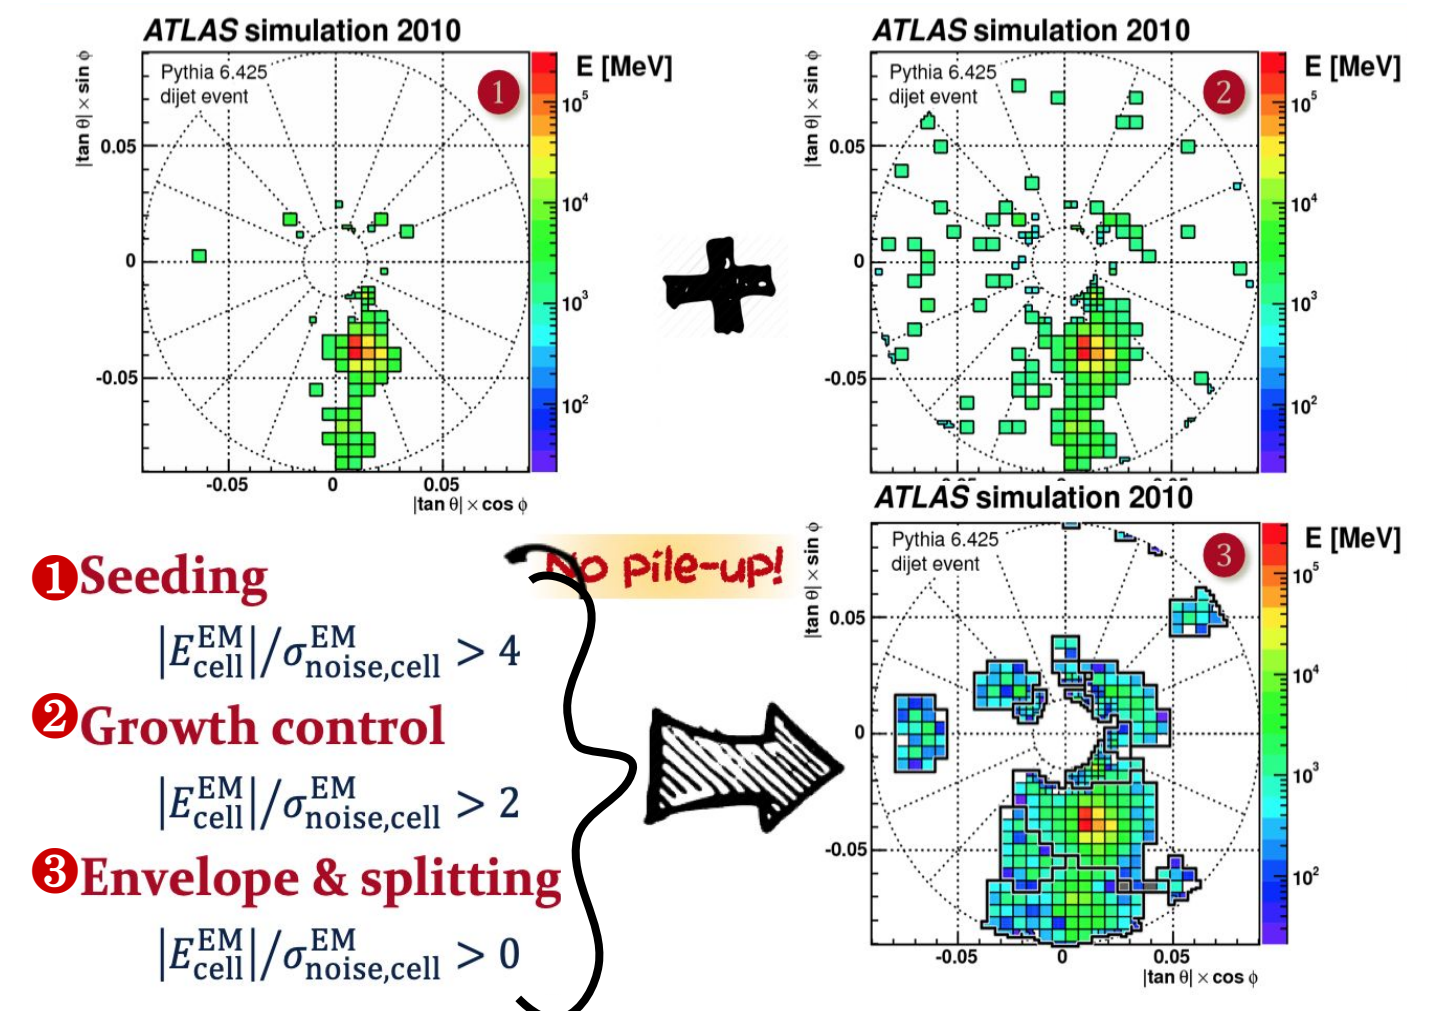 ATLAS simulation 2010
Pythia 6.425
dijet event
1
E [MeV]
10⁵
10⁴
10³
10²
|tan θ| × sin ϕ
0.05
0
-0.05
-0.05
0
0.05
|tan θ| × cos ϕ
ATLAS simulation 2010
Pythia 6.425
dijet event
2
E [MeV]
10⁵
10⁴
10³
10²
|tan θ| × sin ϕ
0.05
0
-0.05
No pile-up!
❶Seeding
|E^EM_cell|/σ^EM_noise,cell > 4
❷Growth control
|E^EM_cell|/σ^EM_noise,cell > 2
❸Envelope & splitting
|E^EM_cell|/σ^EM_noise,cell > 0
ATLAS simulation 2010
Pythia 6.425
dijet event
3
E [MeV]
10⁵
10⁴
10³
10²
|tan θ| × sin ϕ
0.05
0
-0.05
-0.05
0
0.05
|tan θ| × cos ϕ